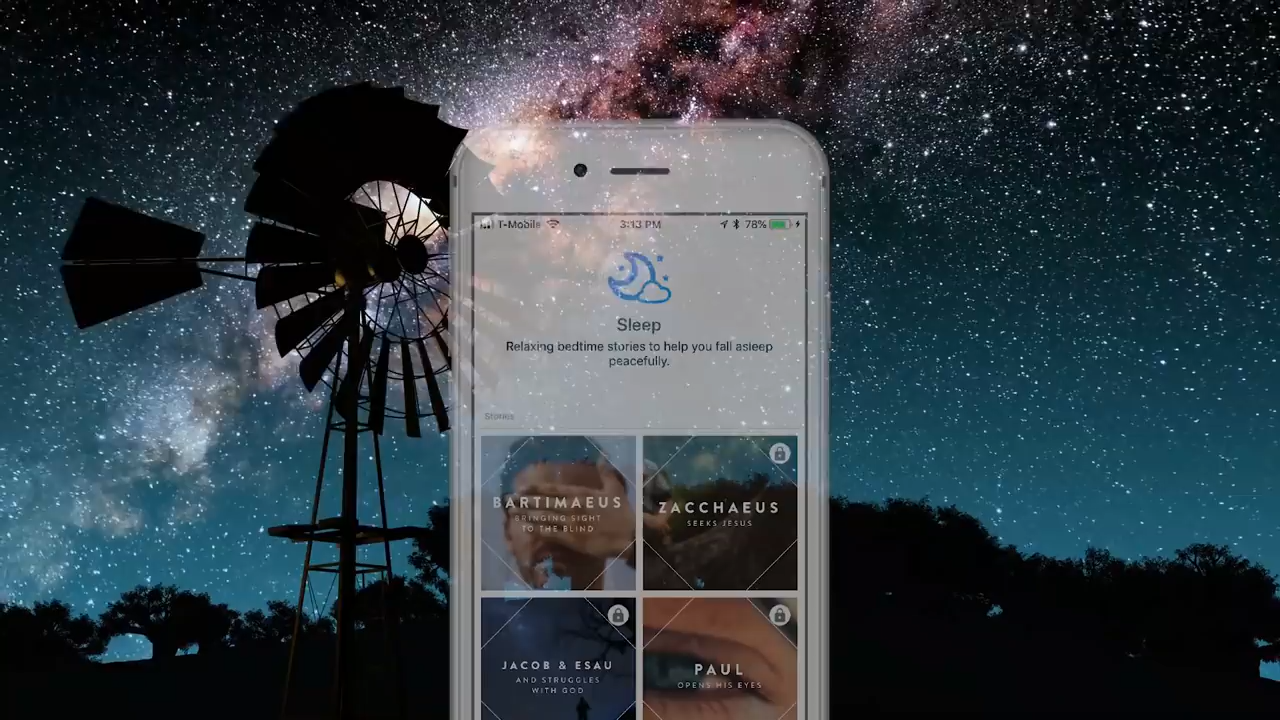 T-Mobile 3:13 PM 78%
Sleep
Relaxing bedtime stories to help you fall asleep
peacefully.
Stories
BARTIMAEUS
BRINGING SIGHT
TO THE BLIND
ZACCHAEUS
SEEKS JESUS
JACOB & ESAU
AND STRUGGLES
WITH GOD
PAUL
OPENS HIS EYES